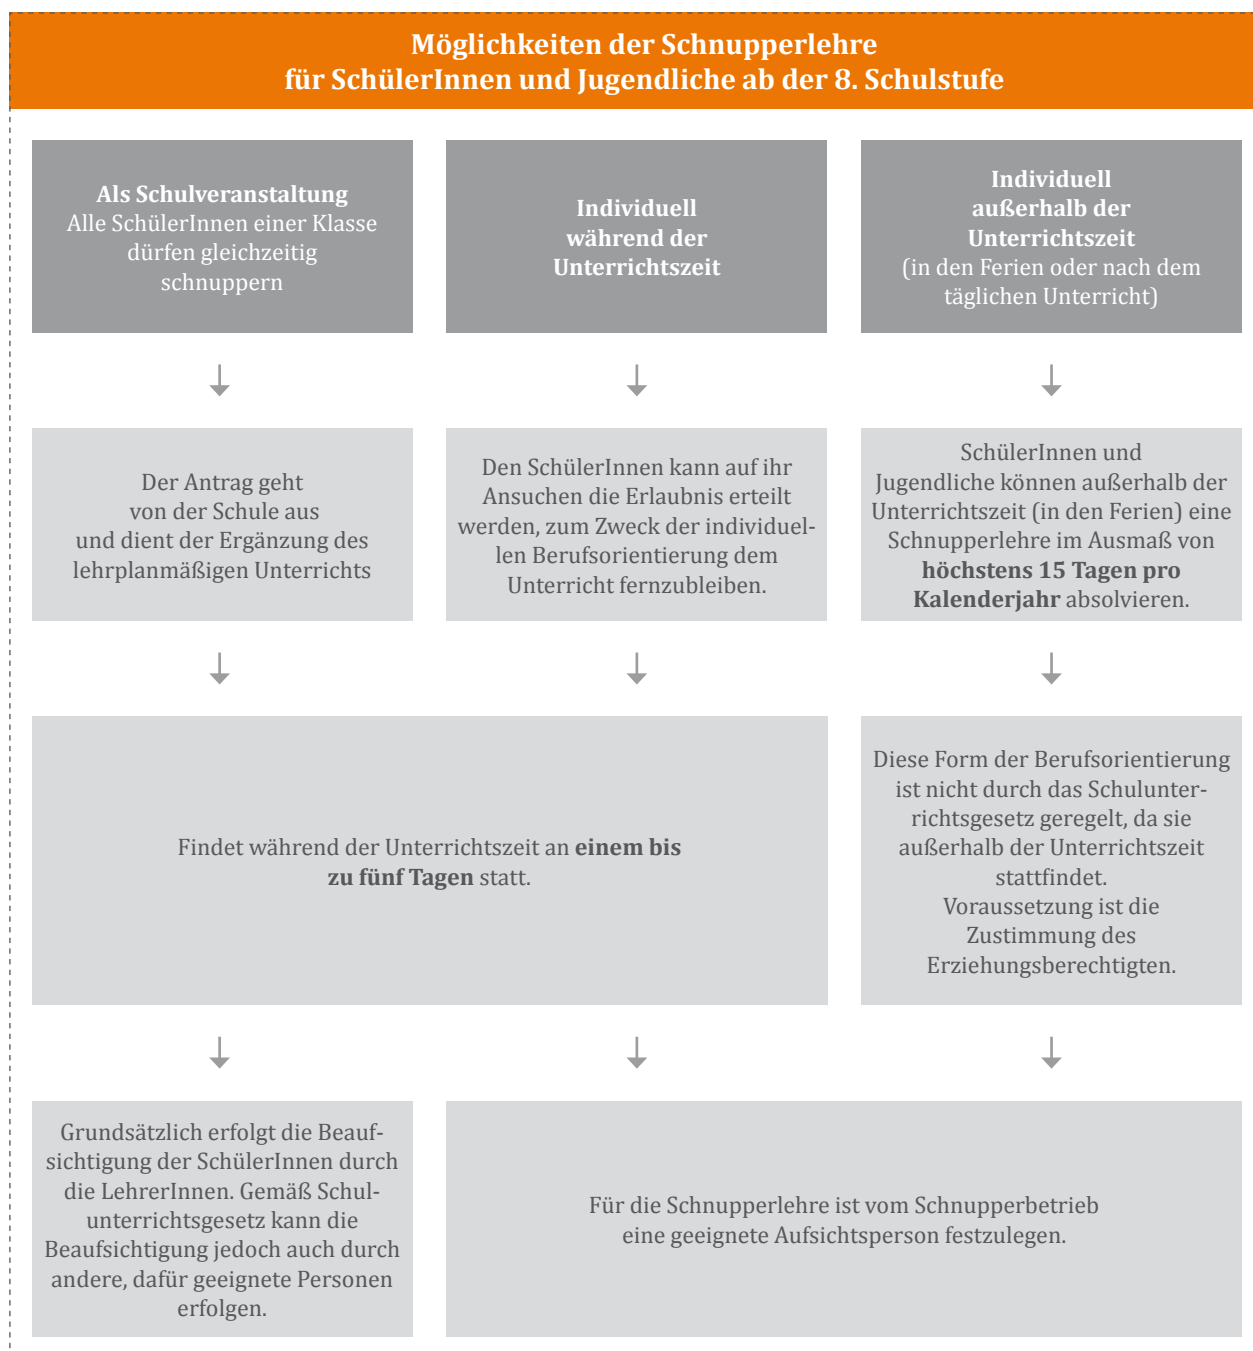 Möglichkeiten der Schnupperlehre
für SchülerInnen und Jugendliche ab der 8. Schulstufe
Als Schulveranstaltung
Alle SchülerInnen einer Klasse
dürfen gleichzeitig
schnuppern
Individuell
während der
Unterrichtszeit
Individuell
außerhalb der
Unterrichtszeit
(in den Ferien oder nach dem
täglichen Unterricht)
Der Antrag geht
von der Schule aus
und dient der Ergänzung des
lehrplanmäßigen Unterrichts
Den SchülerInnen kann auf ihr
Ansuchen die Erlaubnis erteilt
werden, zum Zweck der individuel-
len Berufsorientierung dem
Unterricht fernzubleiben.
SchülerInnen und
Jugendliche können außerhalb der
Unterrichtszeit (in den Ferien) eine
Schnupperlehre im Ausmaß von
höchstens 15 Tagen pro
Kalenderjahr absolvieren.
Findet während der Unterrichtszeit an einem bis
zu fünf Tagen statt.
Diese Form der Berufsorientierung
ist nicht durch das Schulunter-
richtsgesetz geregelt, da sie
außerhalb der Unterrichtszeit
stattfindet.
Voraussetzung ist die
Zustimmung des
Erziehungsberechtigten.
Grundsätzlich erfolgt die Beauf-
sichtigung der SchülerInnen durch
die LehrerInnen. Gemäß Schul-
unterrichtsgesetz kann die
Beaufsichtigung jedoch auch durch
andere, dafür geeignete Personen
erfolgen.
Für die Schnupperlehre ist vom Schnupperbetrieb
eine geeignete Aufsichtsperson festzulegen.